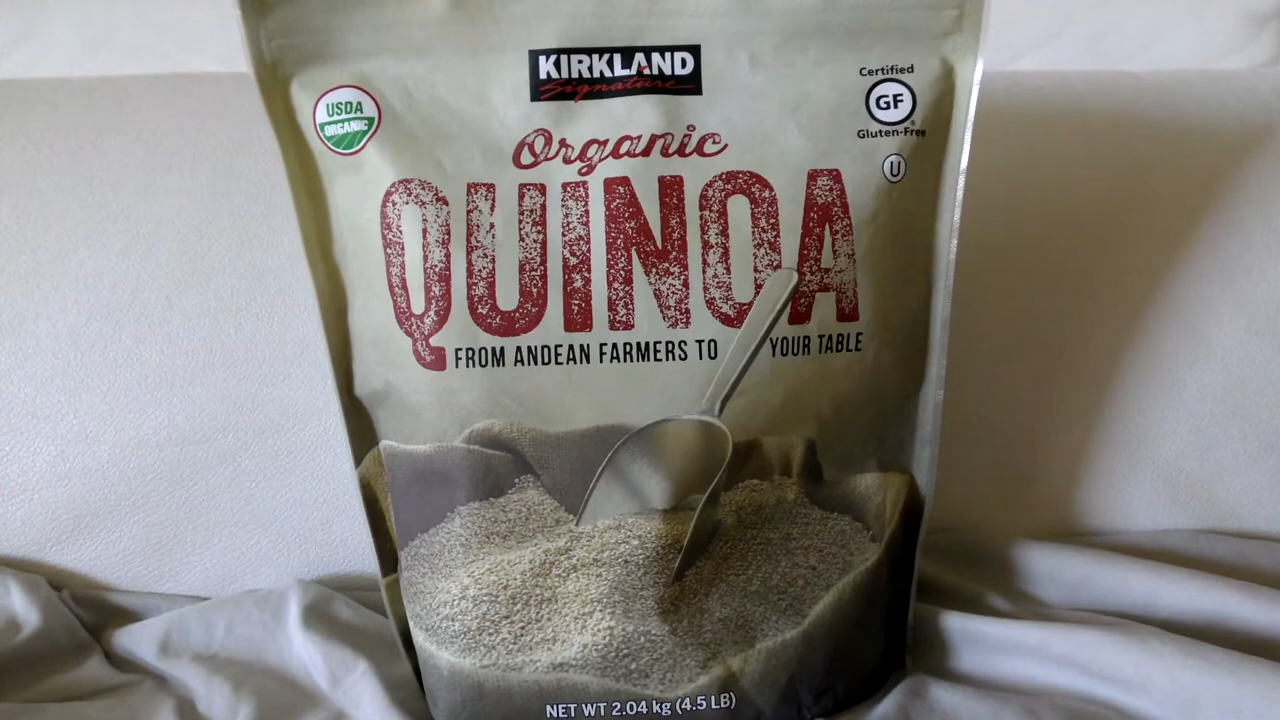 KIRKLAND
Signature
USDA
ORGANIC
Certified
GF
Gluten-Free
U
Organic
QUINOA
FROM ANDEAN FARMERS TO YOUR TABLE
NET WT 2.04 kg (4.5 LB)